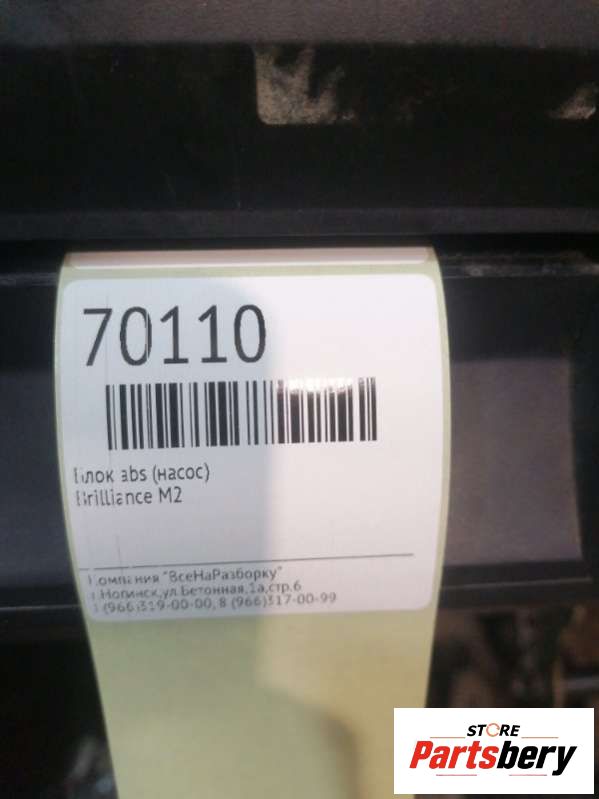 70110
Блок abs (насос)
Brilliance M2
Компания "ВсеНаРазборку"
г.Ногинск,ул.Бетонная,1а,стр.6
8 (966)319-00-00, 8 (966)317-00-99
STORE
Partsbery